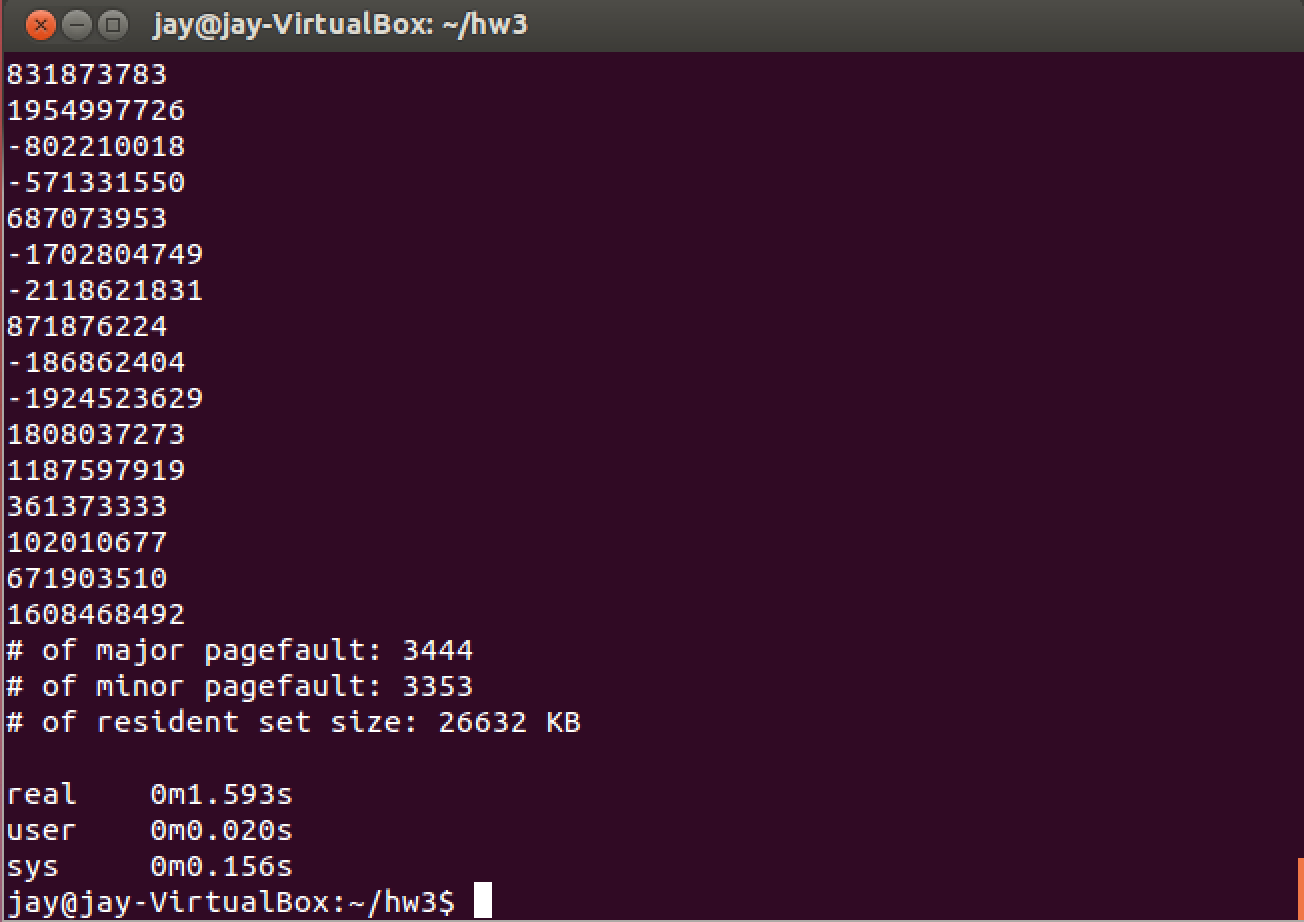 jay@jay-VirtualBox: ~/hw3
831873783
1954997726
-802210018
-571331550
687073953
-1702804749
-2118621831
871876224
-186862404
-1924523629
1808037273
1187597919
361373333
102010677
671903510
1608468492
# of major pagefault: 3444
# of minor pagefault: 3353
# of resident set size: 26632 KB
real 0m1.593s
user 0m0.020s
sys 0m0.156s
jay@jay-VirtualBox:~/hw3$